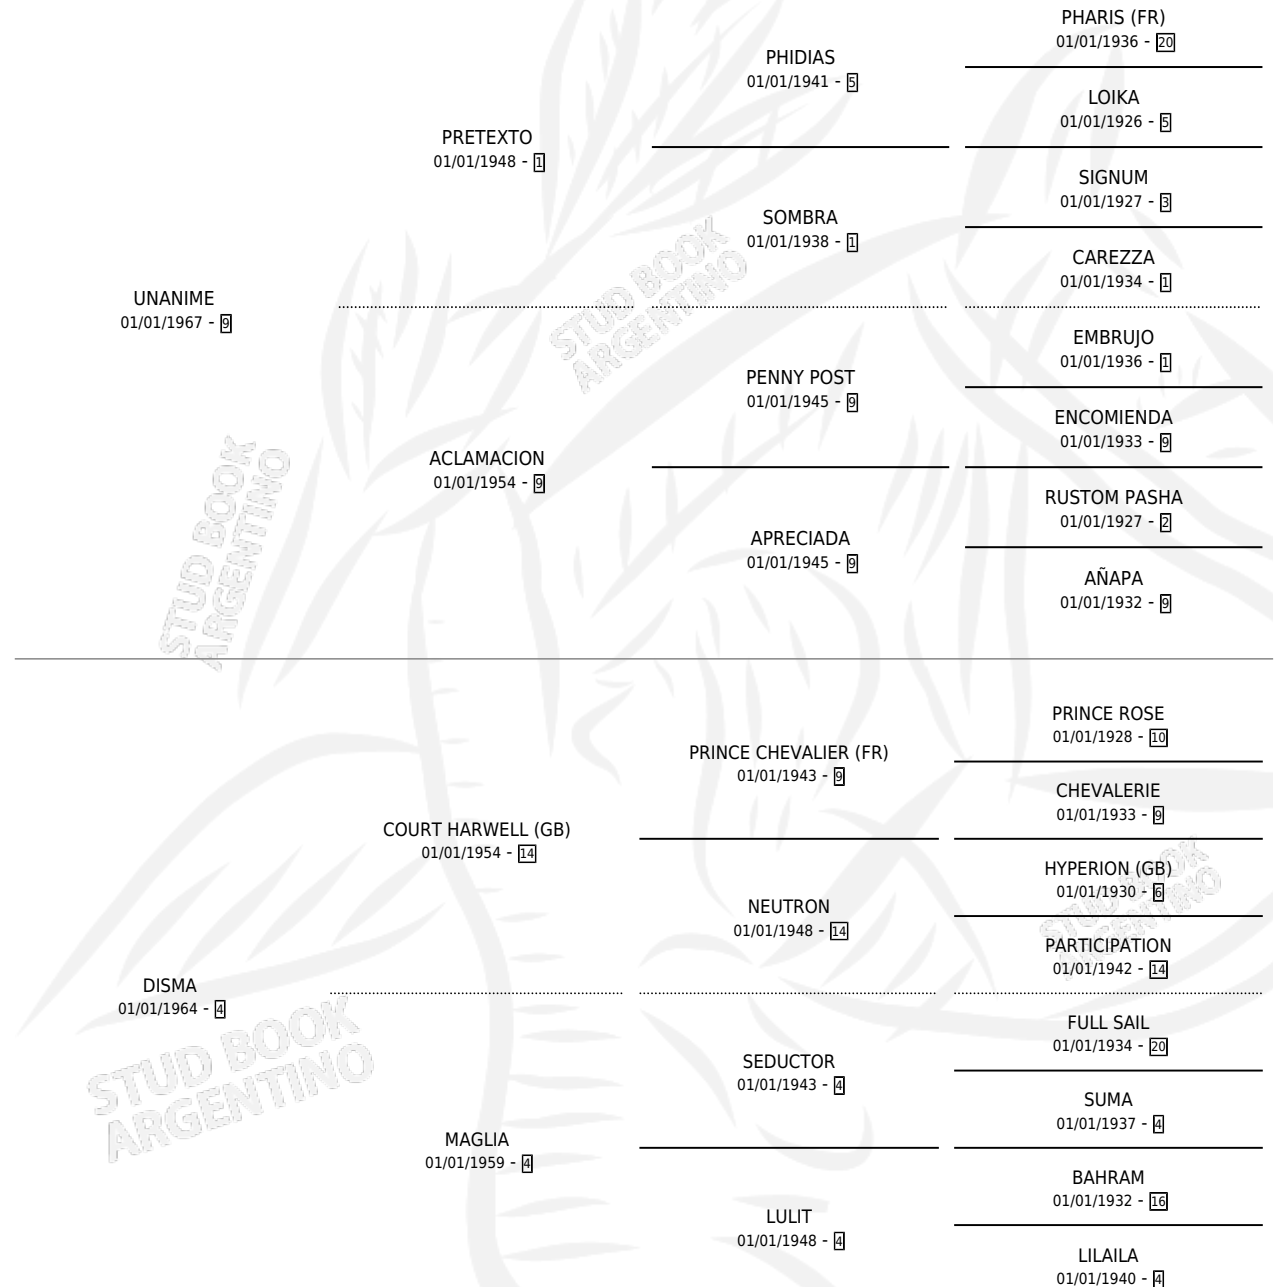 PHARIS (FR)
01/01/1936 - 20
PHIDIAS
01/01/1941 - 5
LOIKA
01/01/1926 - 5
PRETEXTO
01/01/1948 - 1
SIGNUM
01/01/1927 - 3
SOMBRA
01/01/1938 - 1
CAREZZA
01/01/1934 - 1
UNANIME
01/01/1967 - 9
EMBRUJO
01/01/1936 - 1
PENNY POST
01/01/1945 - 9
ENCOMIENDA
01/01/1933 - 9
ACLAMACION
01/01/1954 - 9
RUSTOM PASHA
01/01/1927 - 2
APRECIADA
01/01/1945 - 9
AÑAPA
01/01/1932 - 9
PRINCE ROSE
01/01/1928 - 10
PRINCE CHEVALIER (FR)
01/01/1943 - 9
CHEVALERIE
01/01/1933 - 9
COURT HARWELL (GB)
01/01/1954 - 14
HYPERION (GB)
01/01/1930 - 6
NEUTRON
01/01/1948 - 14
PARTICIPATION
01/01/1942 - 14
DISMA
01/01/1964 - 4
FULL SAIL
01/01/1934 - 20
SEDUCTOR
01/01/1943 - 4
SUMA
01/01/1937 - 4
MAGLIA
01/01/1959 - 4
BAHRAM
01/01/1932 - 16
LULIT
01/01/1948 - 4
LILAILA
01/01/1940 - 4
STUD BOOK
ARGENTINO
STUD BOOK
ARGENTINO
STUD BOOK
ARGENTINO
STUD BOOK
ARGENTINO